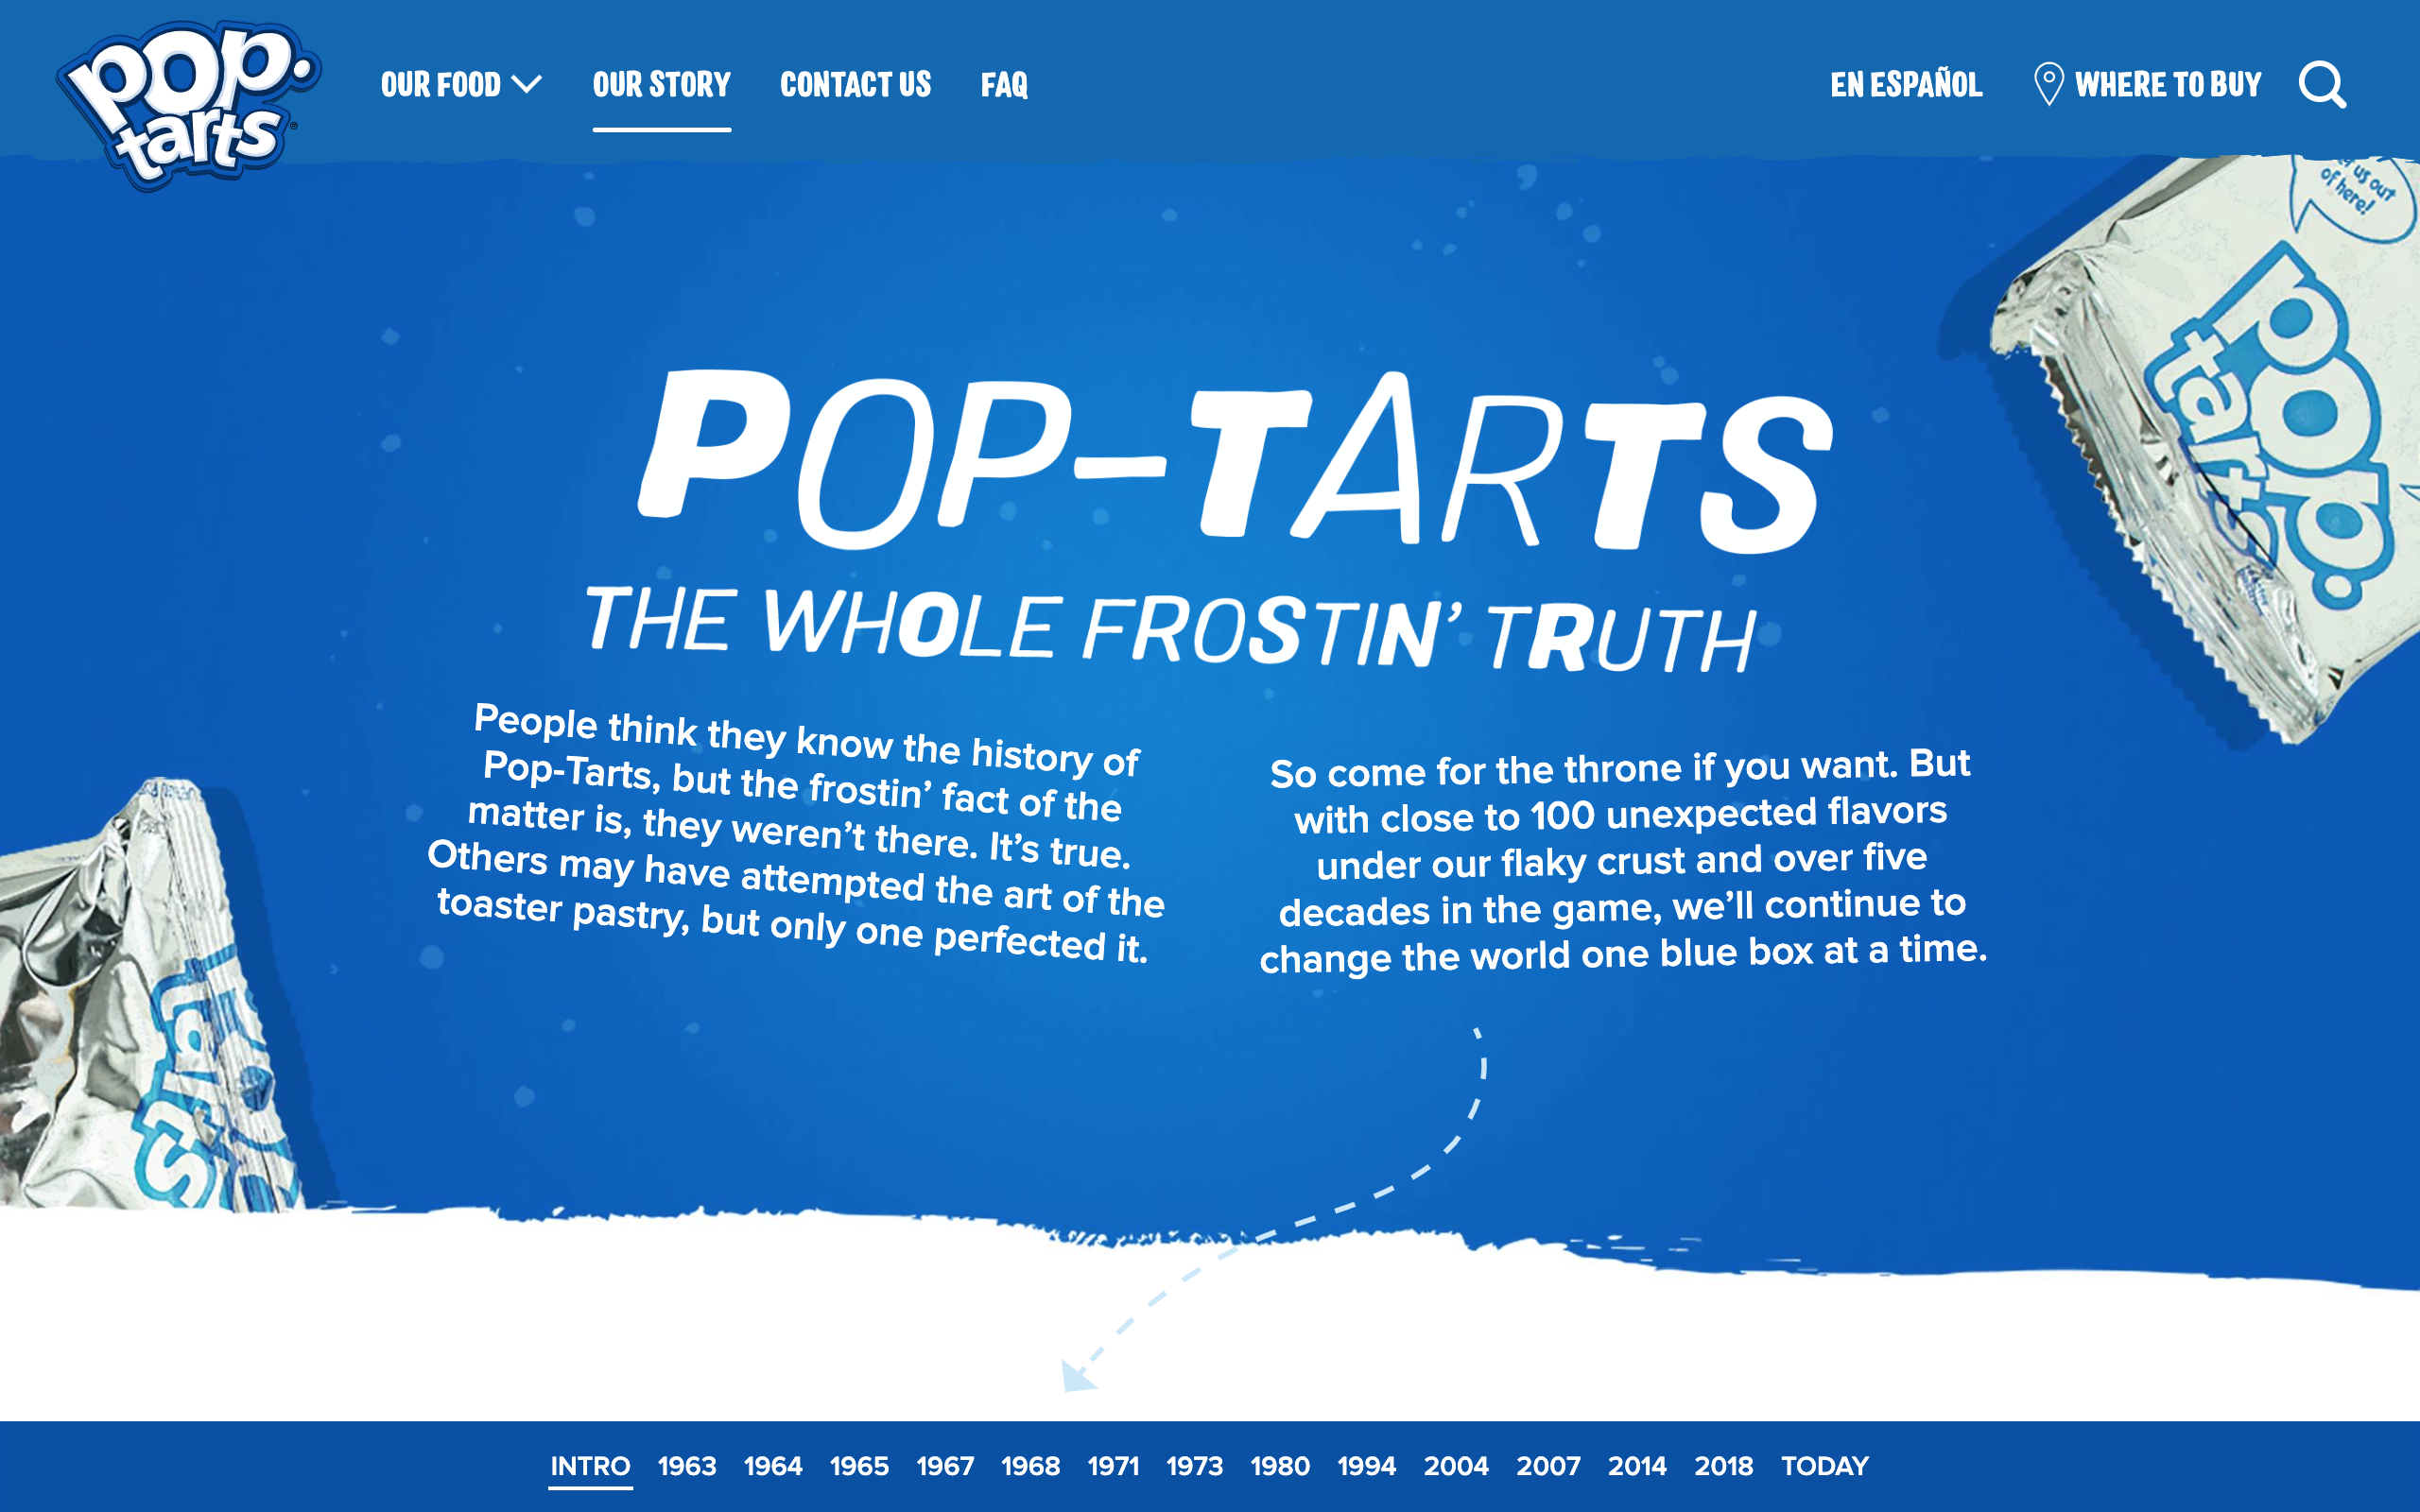 pop.
tarts
OUR FOOD
OUR STORY
CONTACT US
FAQ
EN ESPAÑOL
WHERE TO BUY
us out
of here!
pop.
tarts
POP-TARTS
THE WHOLE FROSTIN’ TRUTH
People think they know the history of
Pop-Tarts, but the frostin’ fact of the
matter is, they weren’t there. It’s true.
Others may have attempted the art of the
toaster pastry, but only one perfected it.
So come for the throne if you want. But
with close to 100 unexpected flavors
under our flaky crust and over five
decades in the game, we’ll continue to
change the world one blue box at a time.
tarts
INTRO 1963 1964 1965 1967 1968 1971 1973 1980 1994 2004 2007 2014 2018 TODAY